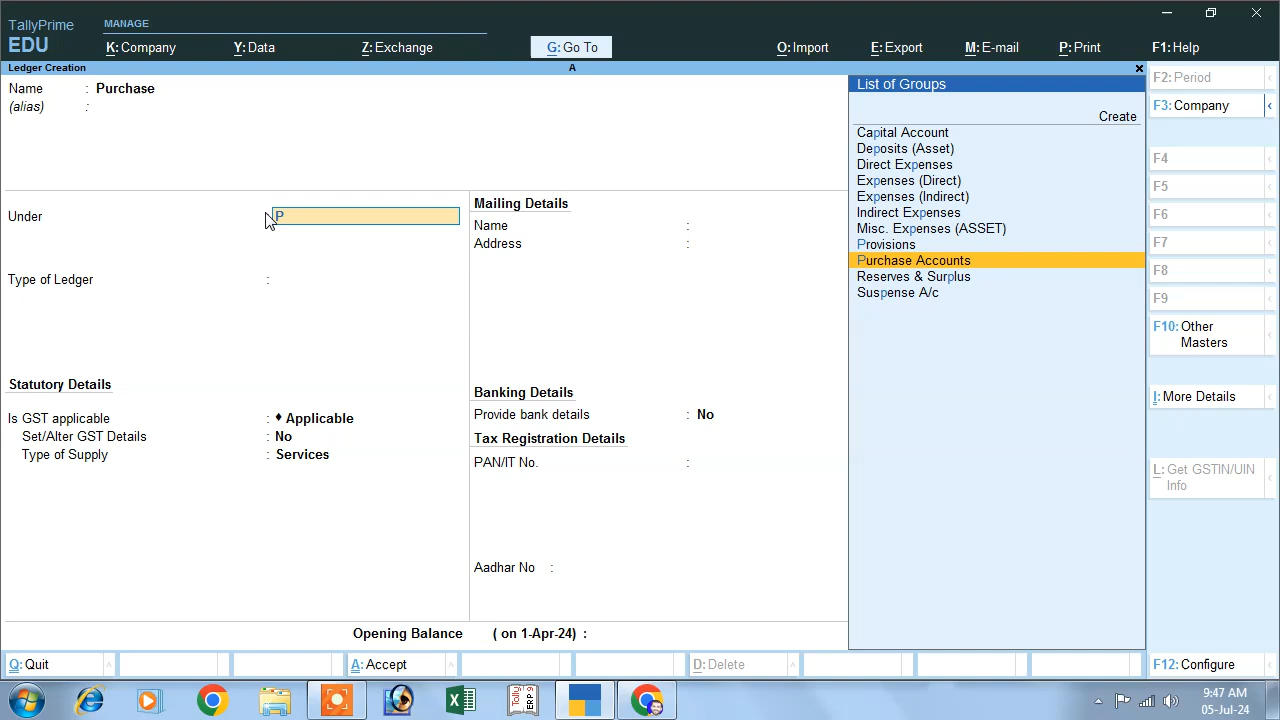 TallyPrime
EDU
MANAGE
K: Company
Y: Data
Z: Exchange
G: Go To
O: Import
E: Export
M: E-mail
P: Print
F1: Help
Ledger Creation
A
×
Name : Purchase
(alias) :
Under : P
Type of Ledger :
Statutory Details
Is GST applicable : ♦ Applicable
Set/Alter GST Details : No
Type of Supply : Services
Mailing Details
Name :
Address :
Banking Details
Provide bank details : No
Tax Registration Details
PAN/IT No. :
Aadhar No :
Opening Balance ( on 1-Apr-24) :
List of Groups
Create
Capital Account
Deposits (Asset)
Direct Expenses
Expenses (Direct)
Expenses (Indirect)
Indirect Expenses
Misc. Expenses (ASSET)
Provisions
Purchase Accounts
Reserves & Surplus
Suspense A/c
F2: Period
F3: Company
F4
F5
F6
F7
F8
F9
F10: Other
Masters
I: More Details
L: Get GSTIN/UIN
Info
Q: Quit
A: Accept
D: Delete
F12: Configure
Tally
ERP 9
9:47 AM
05-Jul-24